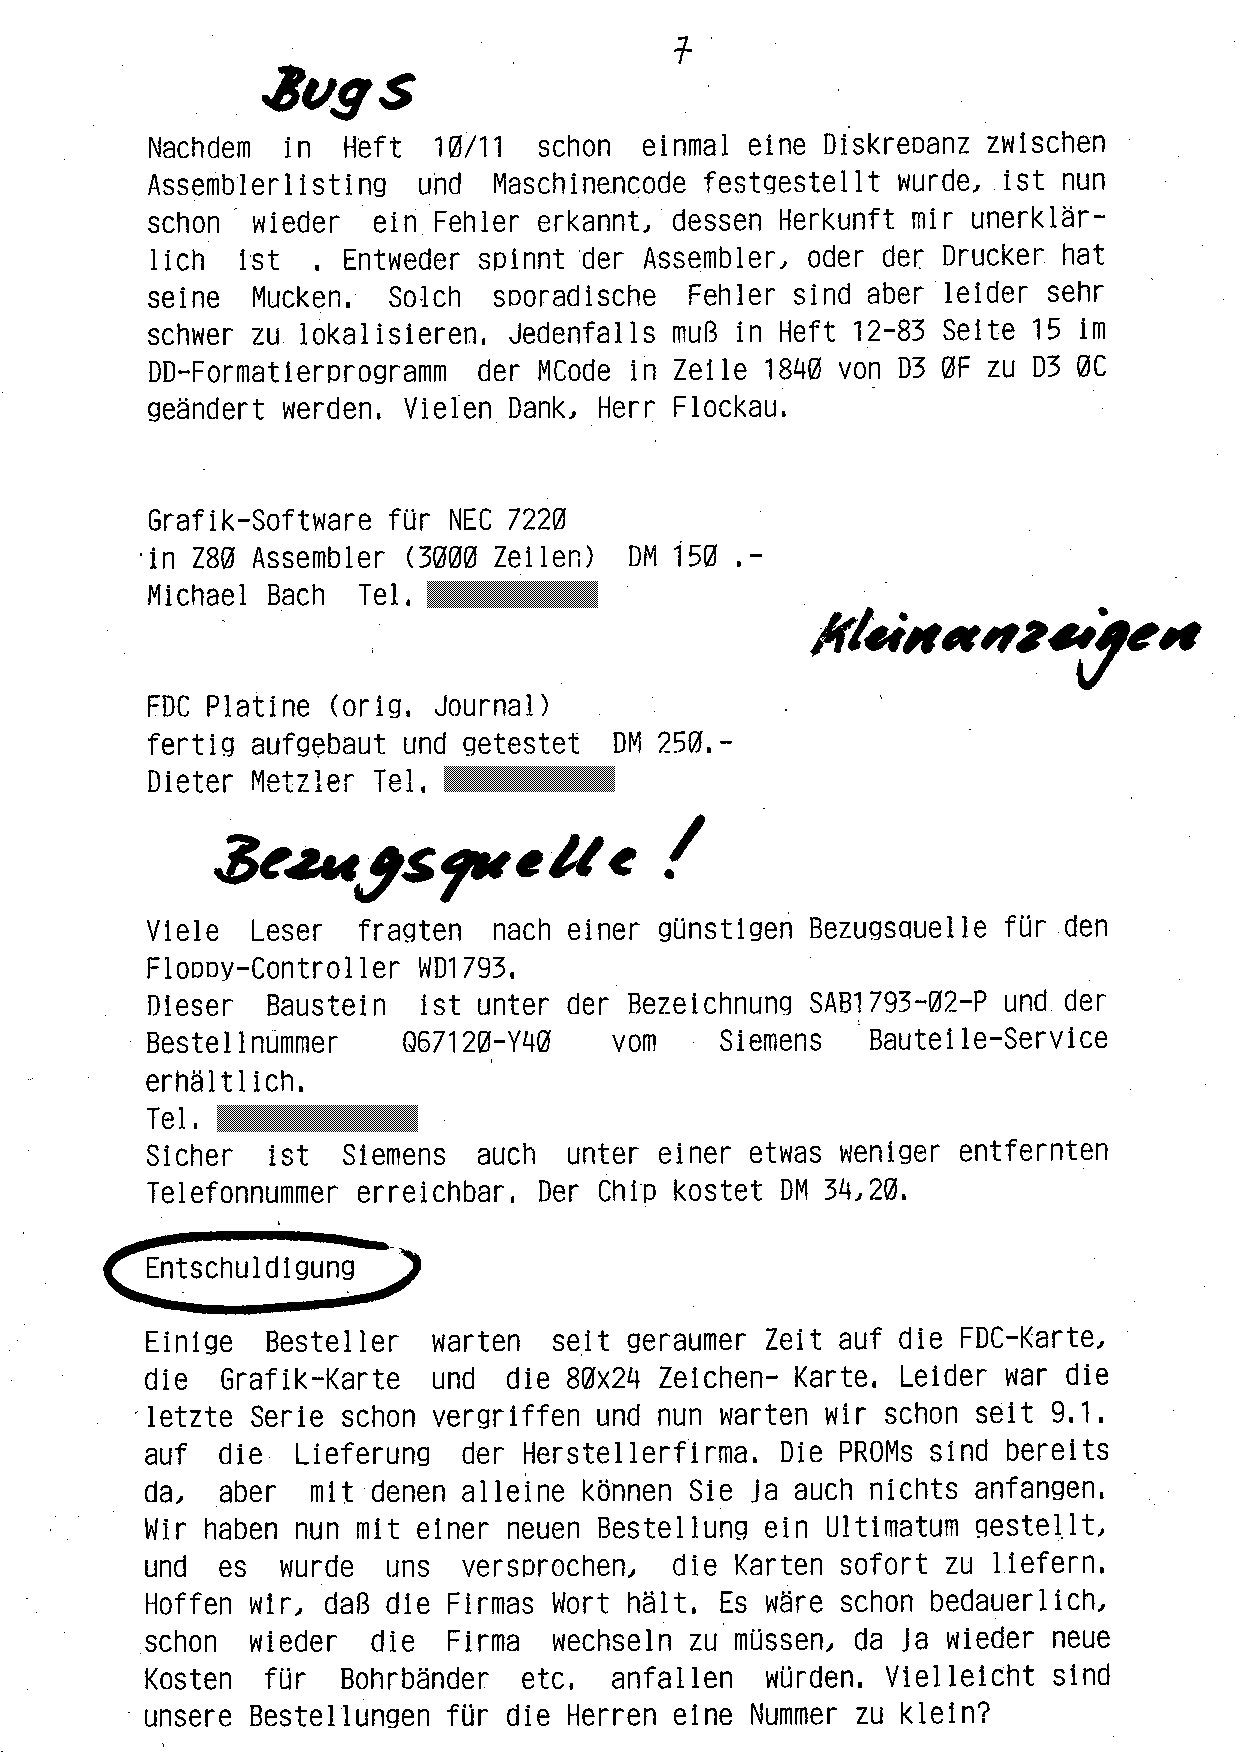 7
Bugs
Nachdem in Heft 10/11 schon einmal eine Diskrepanz zwischen
Assemblerlisting und Maschinencode festgestellt wurde, ist nun
schon wieder ein Fehler erkannt, dessen Herkunft mir unerklär-
lich ist . Entweder spinnt der Assembler, oder der Drucker hat
seine Mucken. Solch sporadische Fehler sind aber leider sehr
schwer zu lokalisieren. Jedenfalls muß in Heft 12-83 Seite 15 im
DD-Formatierprogramm der MCode in Zeile 1840 von D3 0F zu D3 0C
geändert werden. Vielen Dank, Herr Flockau.
Grafik-Software für NEC 7220
in Z80 Assembler (3000 Zeilen) DM 150 .-
Michael Bach Tel.
Kleinanzeigen
FDC Platine (orig. Journal)
fertig aufgebaut und getestet DM 250.-
Dieter Metzler Tel.
Bezugsquelle !
Viele Leser fragten nach einer günstigen Bezugsquelle für den
Floppy-Controller WD1793.
Dieser Baustein ist unter der Bezeichnung SAB1793-02-P und der
Bestellnummer Q67120-Y40 vom Siemens Bauteile-Service
erhältlich.
Tel.
Sicher ist Siemens auch unter einer etwas weniger entfernten
Telefonnummer erreichbar. Der Chip kostet DM 34,20.
Entschuldigung
Einige Besteller warten seit geraumer Zeit auf die FDC-Karte,
die Grafik-Karte und die 80x24 Zeichen- Karte. Leider war die
letzte Serie schon vergriffen und nun warten wir schon seit 9.1.
auf die Lieferung der Herstellerfirma. Die PROMs sind bereits
da, aber mit denen alleine können Sie ja auch nichts anfangen.
Wir haben nun mit einer neuen Bestellung ein Ultimatum gestellt,
und es wurde uns versprochen, die Karten sofort zu liefern.
Hoffen wir, daß die Firmas Wort hält. Es wäre schon bedauerlich,
schon wieder die Firma wechseln zu müssen, da ja wieder neue
Kosten für Bohrbänder etc. anfallen würden. Vielleicht sind
unsere Bestellungen für die Herren eine Nummer zu klein?